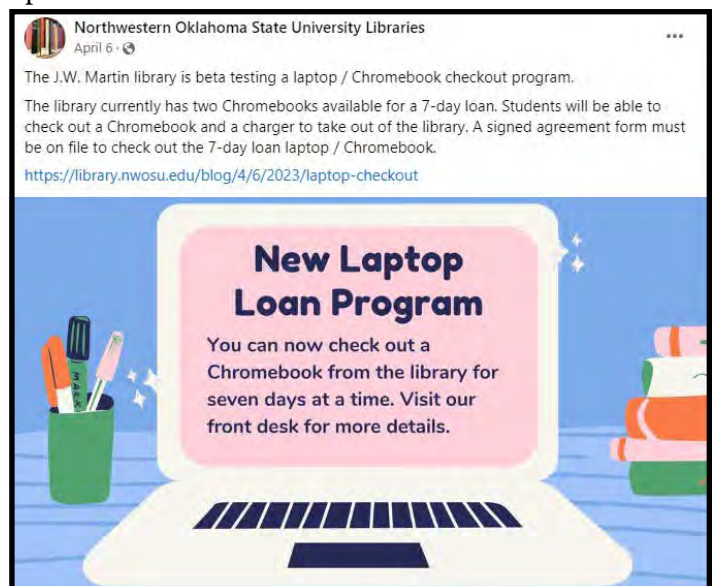 Northwestern Oklahoma State University Libraries
April 6 ·
The J.W. Martin library is beta testing a laptop / Chromebook checkout program.
The library currently has two Chromebooks available for a 7-day loan. Students will be able to
check out a Chromebook and a charger to take out of the library. A signed agreement form must
be on file to check out the 7-day loan laptop / Chromebook.
https://library.nwosu.edu/blog/4/6/2023/laptop-checkout
New Laptop
Loan Program
You can now check out a
Chromebook from the library for
seven days at a time. Visit our
front desk for more details.